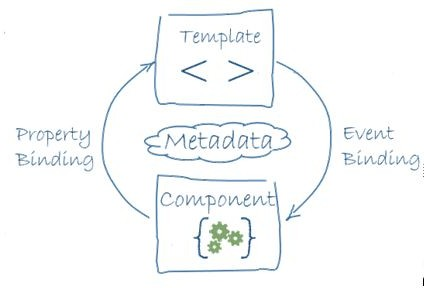 Template
< >
Property
Binding
Metadata
Event
Binding
Component
{ }